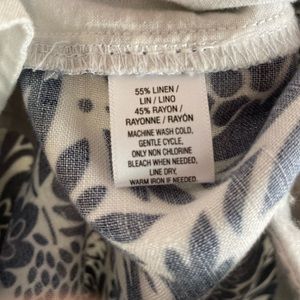 55% LINEN /
LIN / LINO
45% RAYON /
RAYONNE / RAYÓN
MACHINE WASH COLD,
GENTLE CYCLE,
ONLY NON CHLORINE
BLEACH WHEN NEEDED,
LINE DRY,
WARM IRON IF NEEDED.